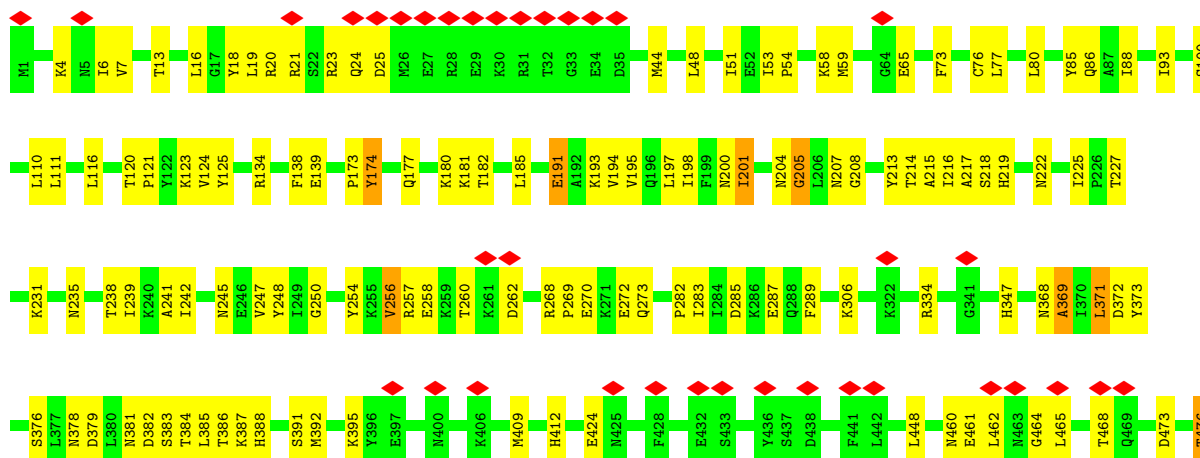 M1 K4 N5 I6 V7 T13 L16 G17 Y18 L19 R20 R21 S22 R23 Q24 D25 M26 E27 R28 E29 K30 R31 T32 G33 E34 D35 M44 L48 I51 E52 I53 P54 K58 M59 G64 E65 F73 C76 L77 L80 Y85 Q86 A87 I88 I93
L110 L111 L116 T120 P121 Y122 K123 V124 Y125 R134 F138 E139 P173 Y174 Q177 K180 K181 T182 L185 E191 A192 K193 V194 V195 Q196 L197 I198 F199 N200 I201 N204 G205 L206 N207 G208 Y213 T214 A215 I216 A217 S218 H219 N222 I225 P226 T227
K231 N235 T238 I239 K240 A241 I242 N245 E246 V247 Y248 I249 G250 Y254 K255 V256 R257 E258 K259 T260 K261 D262 R268 P269 E270 K271 E272 Q273 P282 I283 I284 D285 K286 E287 Q288 F289 K306 K322 R334 G341 H347 N368 A369 I370 L371 D372 Y373
S376 L377 N378 D379 L380 N381 D382 S383 T384 L385 T386 K387 H388 S391 M392 K395 Y396 E397 N400 K406 M409 H412 E424 N425 F428 E432 S433 Y436 S437 D438 F441 L442 L448 N460 E461 L462 N463 G464 L465 T468 Q469 D473